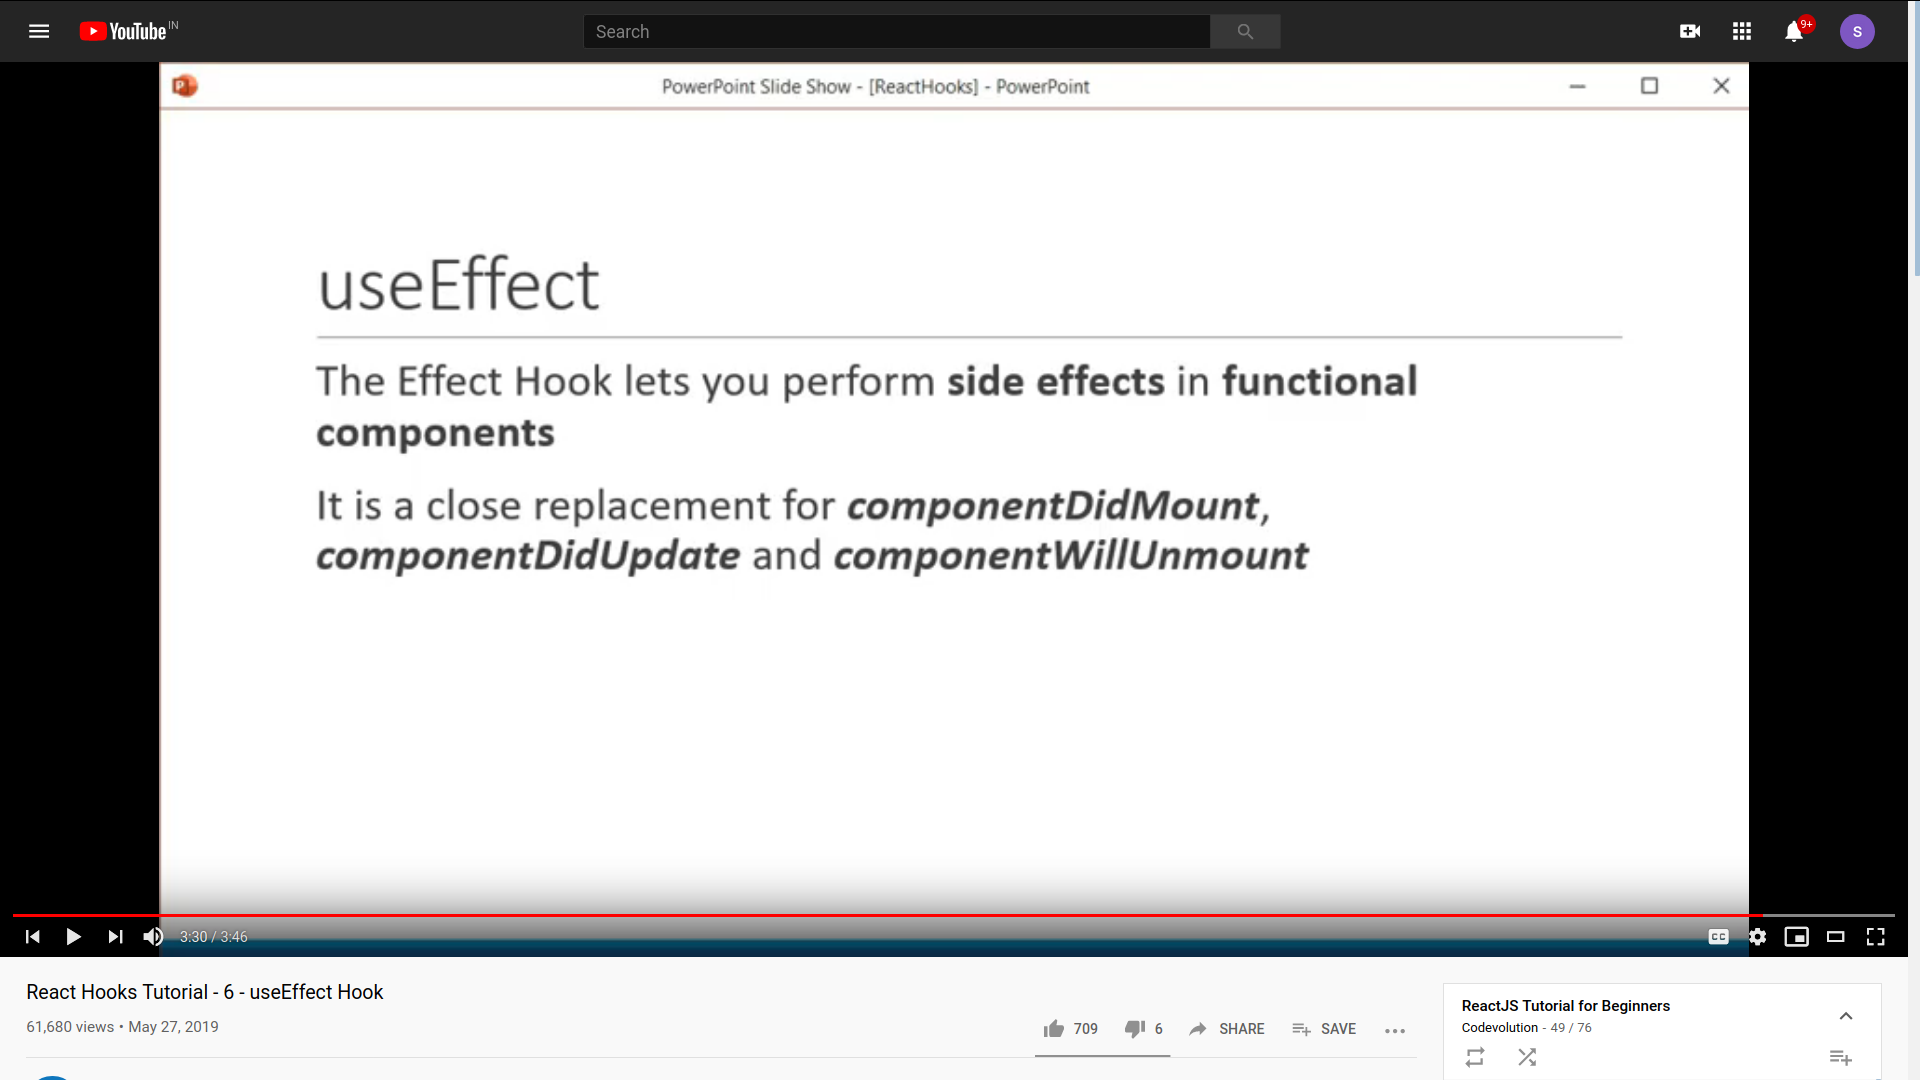 YouTube IN
Search
9+
S
PowerPoint Slide Show - [ReactHooks] - PowerPoint
useEffect
The Effect Hook lets you perform side effects in functional
components
It is a close replacement for componentDidMount,
componentDidUpdate and componentWillUnmount
3:30 / 3:46
CC
React Hooks Tutorial - 6 - useEffect Hook
61,680 views • May 27, 2019
709
6
SHARE
SAVE
ReactJS Tutorial for Beginners
Codevolution - 49 / 76